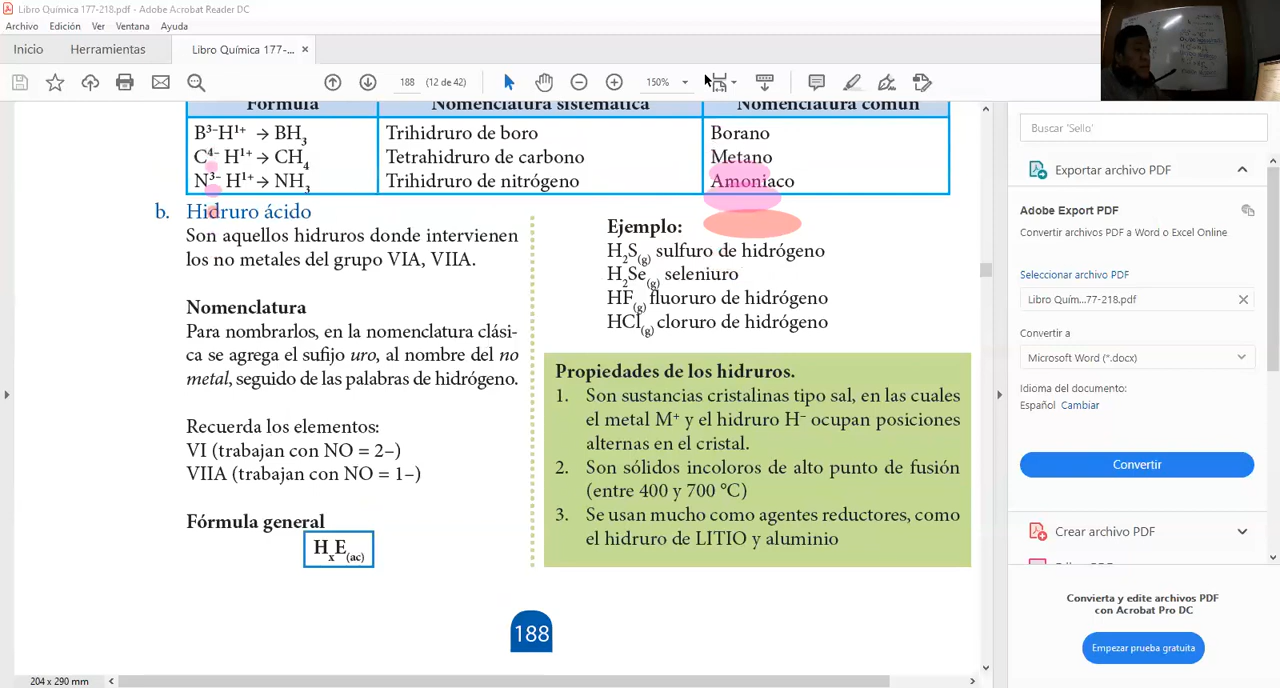 Libro Química 177-218.pdf - Adobe Acrobat Reader DC
Archivo Edición Ver Ventana Ayuda
Inicio Herramientas Libro Química 177-... ×
188 (12 de 42) 150%
Fórmula Nomenclatura sistemática Nomenclatura común
B³⁻H¹⁺ → BH₃ Trihidruro de boro Borano
C⁴⁻ H¹⁺ → CH₄ Tetrahidruro de carbono Metano
N³⁻ H¹⁺ → NH₃ Trihidruro de nitrógeno Amoniaco
b. Hidruro ácido
Son aquellos hidruros donde intervienen
los no metales del grupo VIA, VIIA.
Nomenclatura
Para nombrarlos, en la nomenclatura clási-
ca se agrega el sufijo uro, al nombre del no
metal, seguido de las palabras de hidrógeno.
Recuerda los elementos:
VI (trabajan con NO = 2–)
VIIA (trabajan con NO = 1–)
Fórmula general
HₓE(ac)
Ejemplo:
H₂S(g) sulfuro de hidrógeno
H₂Se(g) seleniuro
HF(g) fluoruro de hidrógeno
HCl(g) cloruro de hidrógeno
Propiedades de los hidruros.
1. Son sustancias cristalinas tipo sal, en las cuales
el metal M⁺ y el hidruro H⁻ ocupan posiciones
alternas en el cristal.
2. Son sólidos incoloros de alto punto de fusión
(entre 400 y 700 °C)
3. Se usan mucho como agentes reductores, como
el hidruro de LITIO y aluminio
188
204 x 290 mm
Buscar 'Sello'
Exportar archivo PDF
Adobe Export PDF
Convertir archivos PDF a Word o Excel Online
Seleccionar archivo PDF
Libro Quím...77-218.pdf
Convertir a
Microsoft Word (*.docx)
Idioma del documento:
Español Cambiar
Convertir
Crear archivo PDF
Convierta y edite archivos PDF
con Acrobat Pro DC
Empezar prueba gratuita